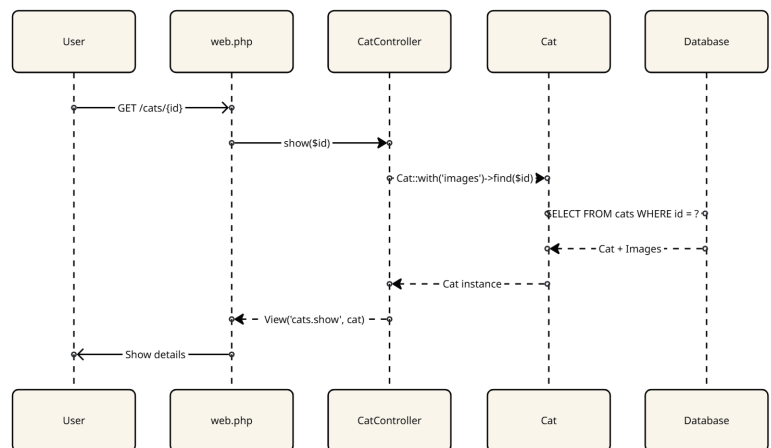 User
web.php
CatController
Cat
Database
GET /cats/{id}
show($id)
Cat::with('images')->find($id)
SELECT FROM cats WHERE id = ?
Cat + Images
Cat instance
View('cats.show', cat)
Show details
User
web.php
CatController
Cat
Database